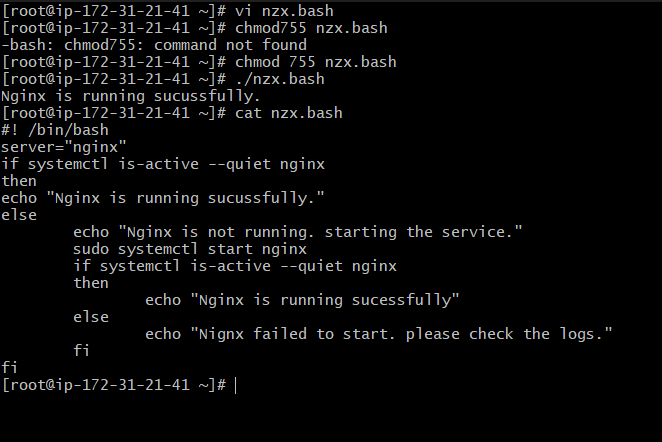 [root@ip-172-31-21-41 ~]# vi nzx.bash
[root@ip-172-31-21-41 ~]# chmod755 nzx.bash
-bash: chmod755: command not found
[root@ip-172-31-21-41 ~]# chmod 755 nzx.bash
[root@ip-172-31-21-41 ~]# ./nzx.bash
Nginx is running sucussfully.
[root@ip-172-31-21-41 ~]# cat nzx.bash
#! /bin/bash
server="nginx"
if systemctl is-active --quiet nginx
then
echo "Nginx is running sucussfully."
else
        echo "Nginx is not running. starting the service."
        sudo systemctl start nginx
        if systemctl is-active --quiet nginx
        then
                echo "Nginx is running sucessfully"
        else
                echo "Nignx failed to start. please check the logs."
        fi
fi
[root@ip-172-31-21-41 ~]#